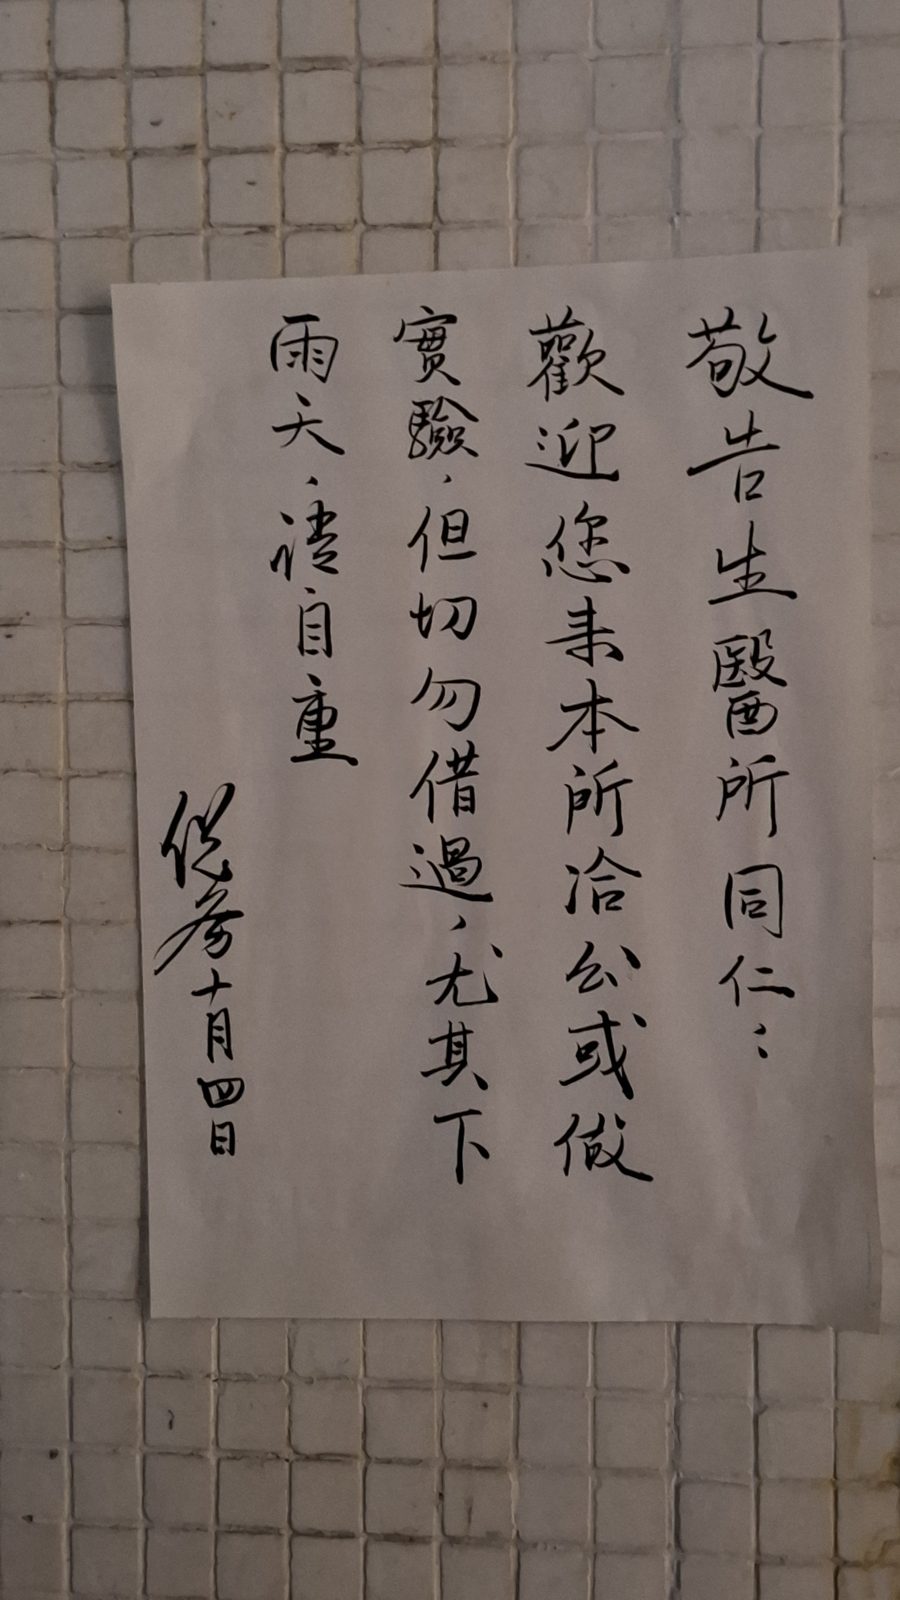 敬告生醫所同仁：
歡迎您来本所洽公或做
實驗，但切勿借過，尤其下
雨天，請自重
十月四日